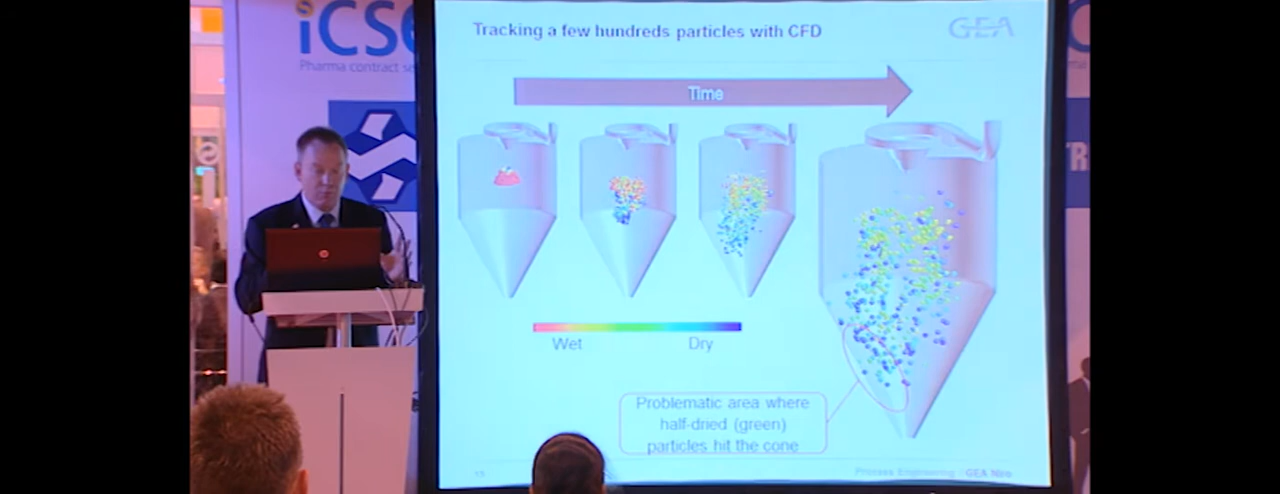 iCSE
Pharma contract se
Tracking a few hundreds particles with CFD
GEA
Time
Wet
Dry
Problematic area where
half-dried (green)
particles hit the cone
15
Process Engineering - GEA Niro